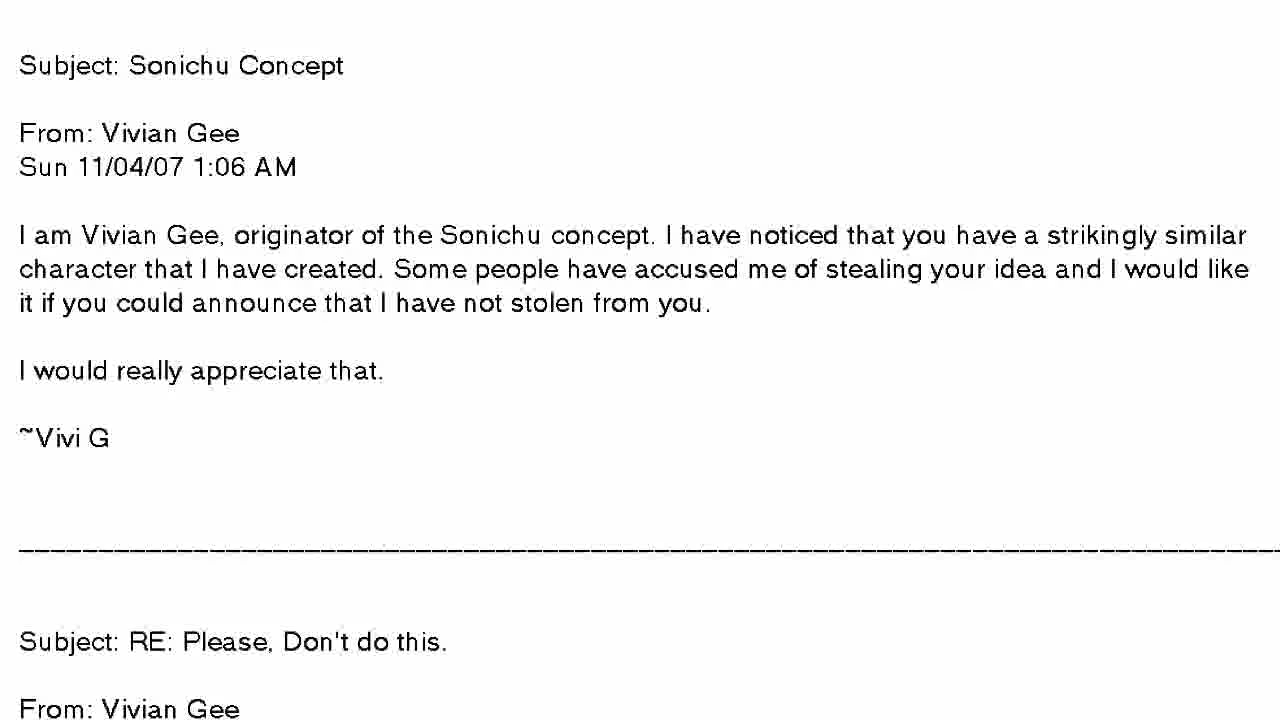 Subject: Sonichu Concept
From: Vivian Gee
Sun 11/04/07 1:06 AM
I am Vivian Gee, originator of the Sonichu concept. I have noticed that you have a strikingly similar
character that I have created. Some people have accused me of stealing your idea and I would like
it if you could announce that I have not stolen from you.
I would really appreciate that.
~Vivi G
Subject: RE: Please, Don't do this.
From: Vivian Gee